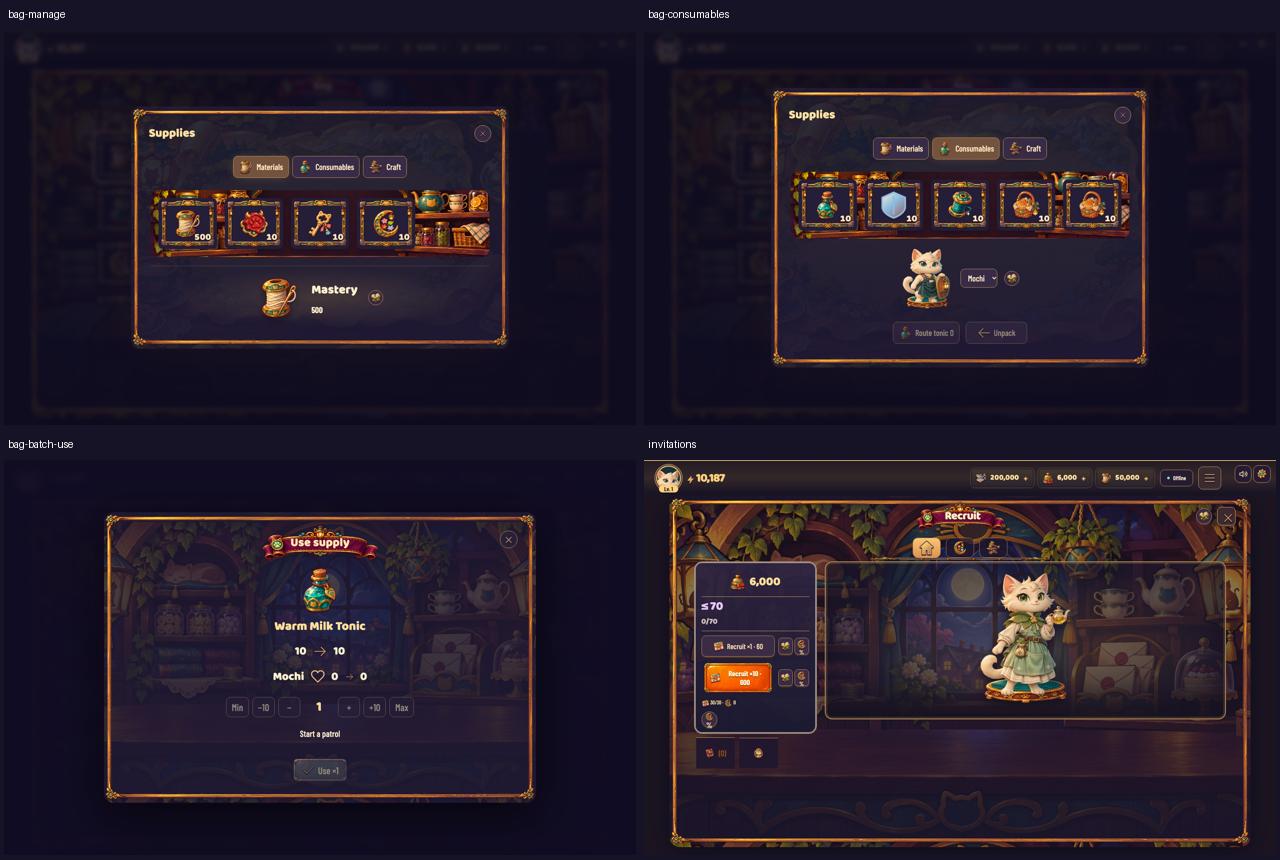 bag-manage
Supplies
Materials
Consumables
Craft
500
10
10
10
Mastery
500
bag-consumables
Supplies
Materials
Consumables
Craft
10
10
10
10
10
Mochi
Route tonic 0
Unpack
bag-batch-use
Use supply
Warm Milk Tonic
10 → 10
Mochi ♡ 0 → 0
Min −10 − 1 + +10 Max
Start a patrol
Use ×1
invitations
Lv.1
10,187
200,000 +
6,000 +
50,000 +
Offline
Recruit
6,000
≤70
0/70
Recruit ×1 · 60
Recruit ×10 ·
600
(0)